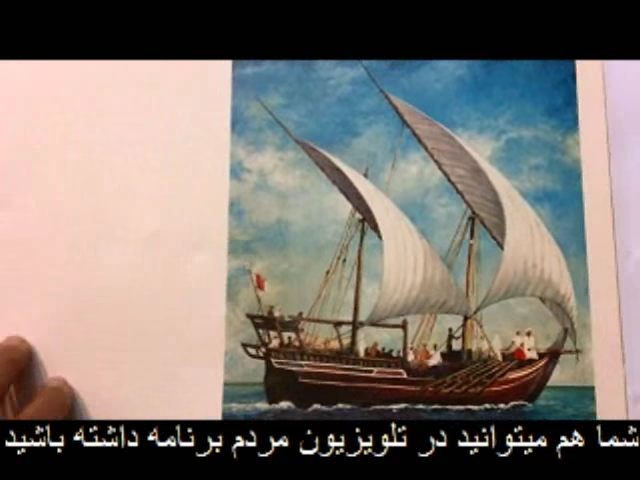 شما هم میتوانید در تلویزیون مردم برنامه داشته باشید